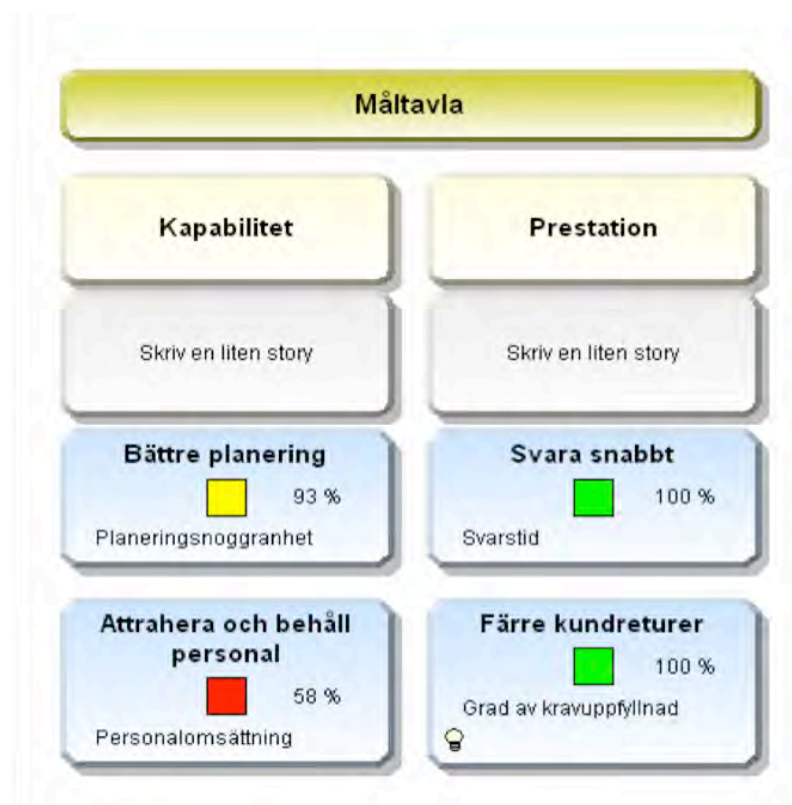 Måltavla
Kapabilitet
Prestation
Skriv en liten story
Skriv en liten story
Bättre planering
93 %
Planeringsnoggranhet
Svara snabbt
100 %
Svarstid
Attrahera och behåll
personal
58 %
Personalomsättning
Färre kundreturer
100 %
Grad av kravuppfyllnad